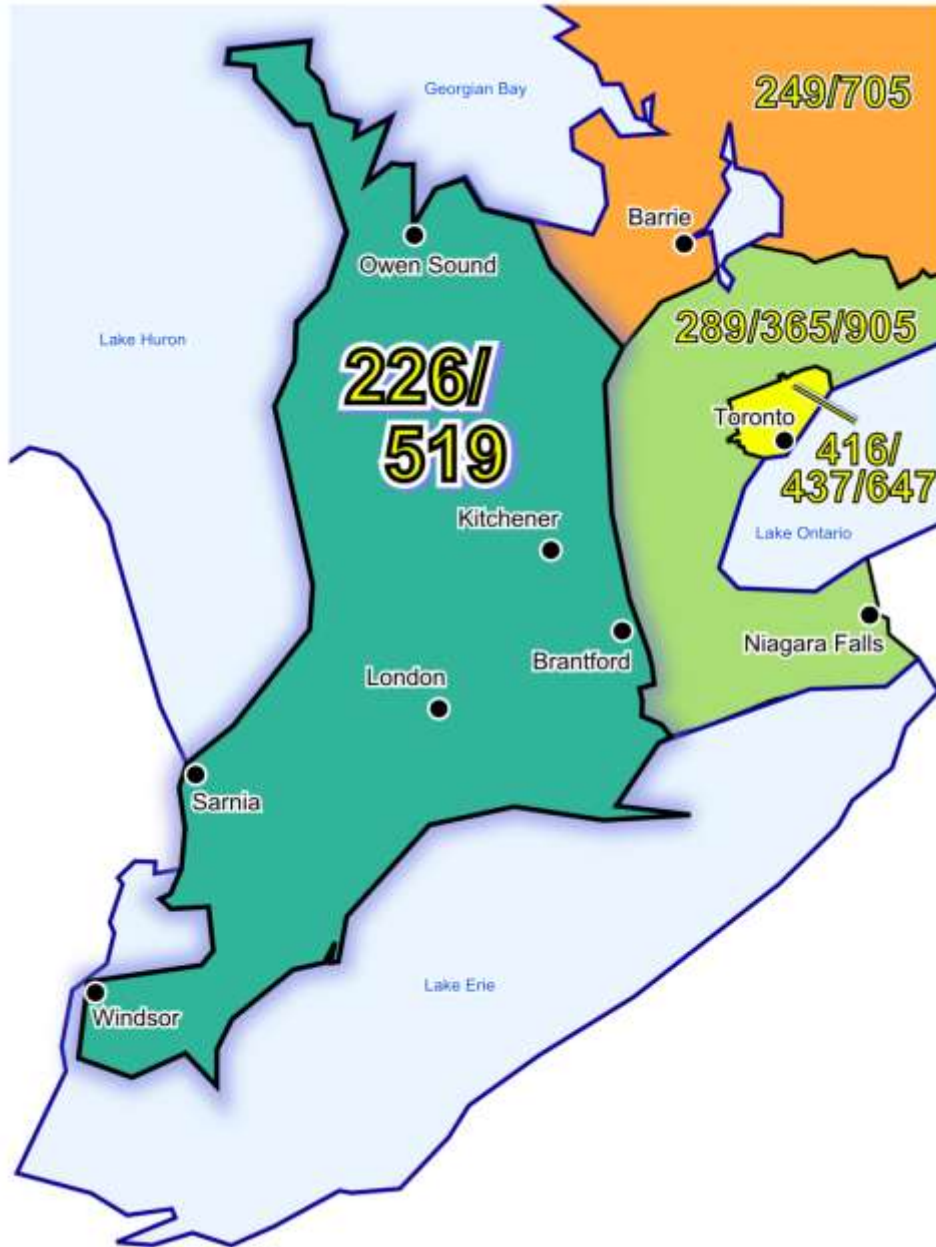 Georgian Bay
249/705
Barrie
Owen Sound
Lake Huron
289/365/905
226/
519
Toronto
416/
437/647
Kitchener
Lake Ontario
Brantford
Niagara Falls
London
Sarnia
Lake Erie
Windsor